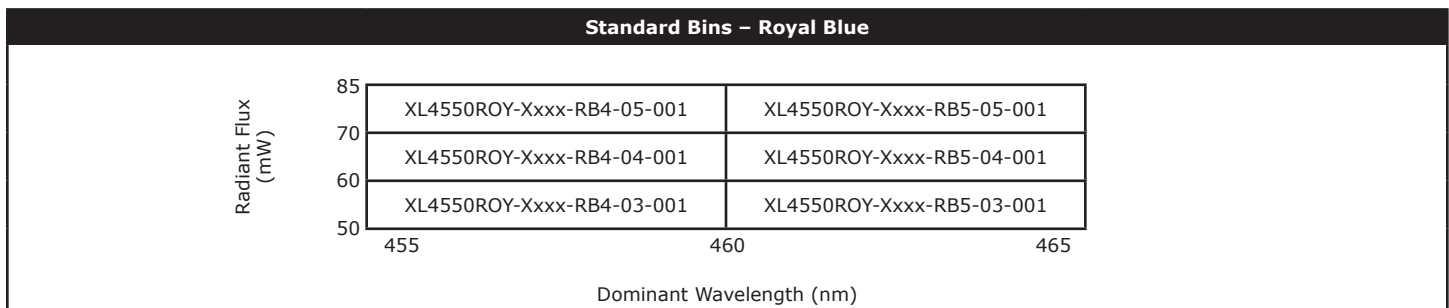 Standard Bins – Royal Blue
Radiant Flux
(mW)
85
XL4550ROY-Xxxx-RB4-05-001 XL4550ROY-Xxxx-RB5-05-001
70
XL4550ROY-Xxxx-RB4-04-001 XL4550ROY-Xxxx-RB5-04-001
60
XL4550ROY-Xxxx-RB4-03-001 XL4550ROY-Xxxx-RB5-03-001
50
455 460 465
Dominant Wavelength (nm)